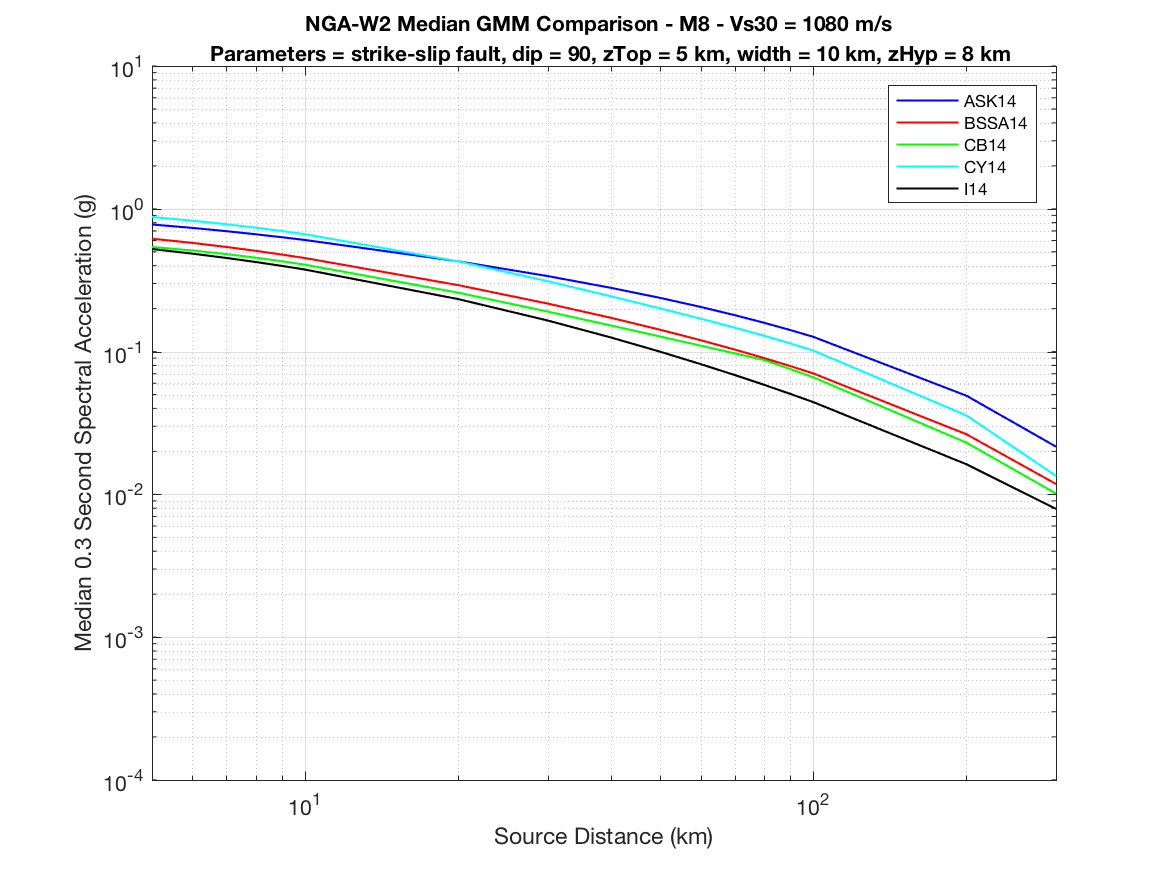 NGA-W2 Median GMM Comparison - M8 - Vs30 = 1080 m/s
Parameters = strike-slip fault, dip = 90, zTop = 5 km, width = 10 km, zHyp = 8 km
ASK14
BSSA14
CB14
CY14
I14
Median 0.3 Second Spectral Acceleration (g)
10^1
10^0
10^-1
10^-2
10^-3
10^-4
10^1
10^2
Source Distance (km)